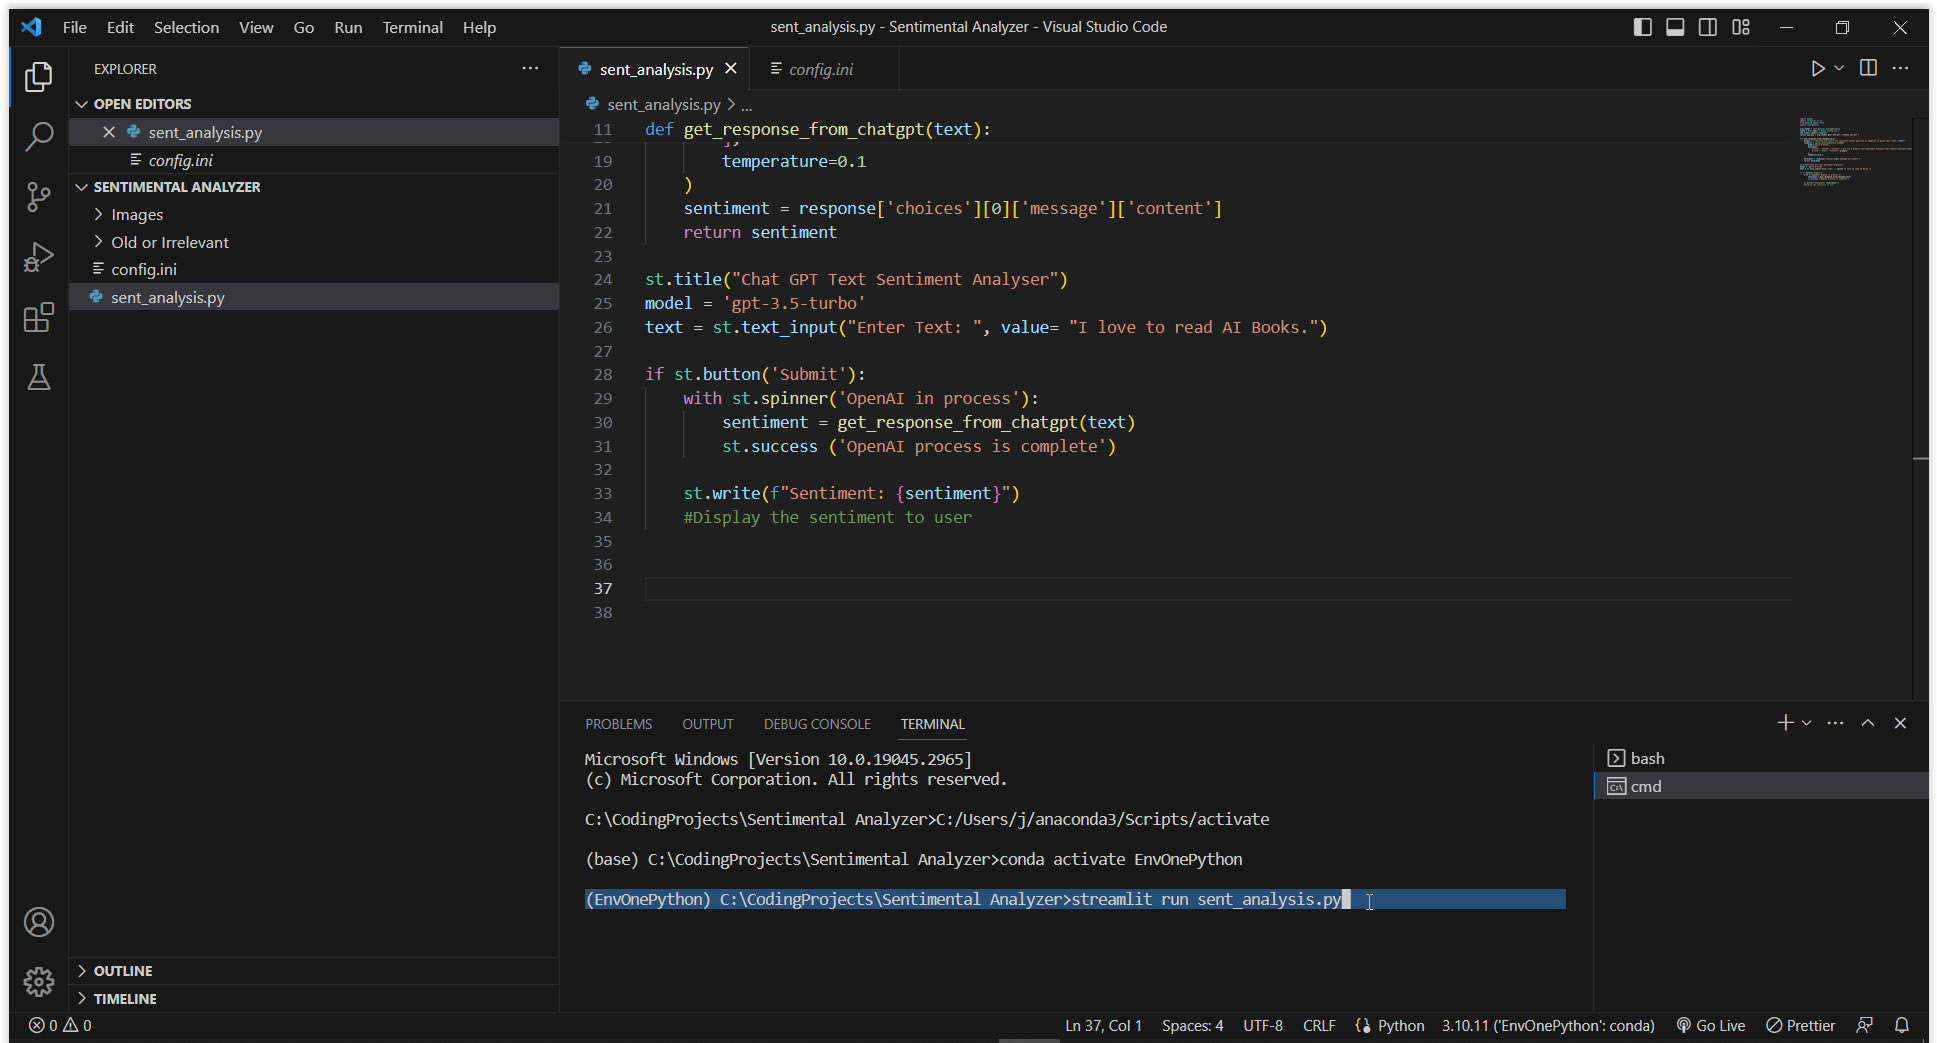 File Edit Selection View Go Run Terminal Help
sent_analysis.py - Sentimental Analyzer - Visual Studio Code
EXPLORER
OPEN EDITORS
sent_analysis.py
config.ini
SENTIMENTAL ANALYZER
Images
Old or Irrelevant
config.ini
sent_analysis.py
OUTLINE
TIMELINE
sent_analysis.py config.ini
sent_analysis.py > ...
11 def get_response_from_chatgpt(text):
19 temperature=0.1
20 )
21 sentiment = response['choices'][0]['message']['content']
22 return sentiment
23
24 st.title("Chat GPT Text Sentiment Analyser")
25 model = 'gpt-3.5-turbo'
26 text = st.text_input("Enter Text: ", value= "I love to read AI Books.")
27
28 if st.button('Submit'):
29 with st.spinner('OpenAI in process'):
30 sentiment = get_response_from_chatgpt(text)
31 st.success ('OpenAI process is complete')
32
33 st.write(f"Sentiment: {sentiment}")
34 #Display the sentiment to user
35
36
37
38
PROBLEMS OUTPUT DEBUG CONSOLE TERMINAL
Microsoft Windows [Version 10.0.19045.2965]
(c) Microsoft Corporation. All rights reserved.
C:\CodingProjects\Sentimental Analyzer>C:/Users/j/anaconda3/Scripts/activate
(base) C:\CodingProjects\Sentimental Analyzer>conda activate EnvOnePython
(EnvOnePython) C:\CodingProjects\Sentimental Analyzer>streamlit run sent_analysis.py
bash
cmd
0 0
Ln 37, Col 1 Spaces: 4 UTF-8 CRLF Python 3.10.11 ('EnvOnePython': conda) Go Live Prettier